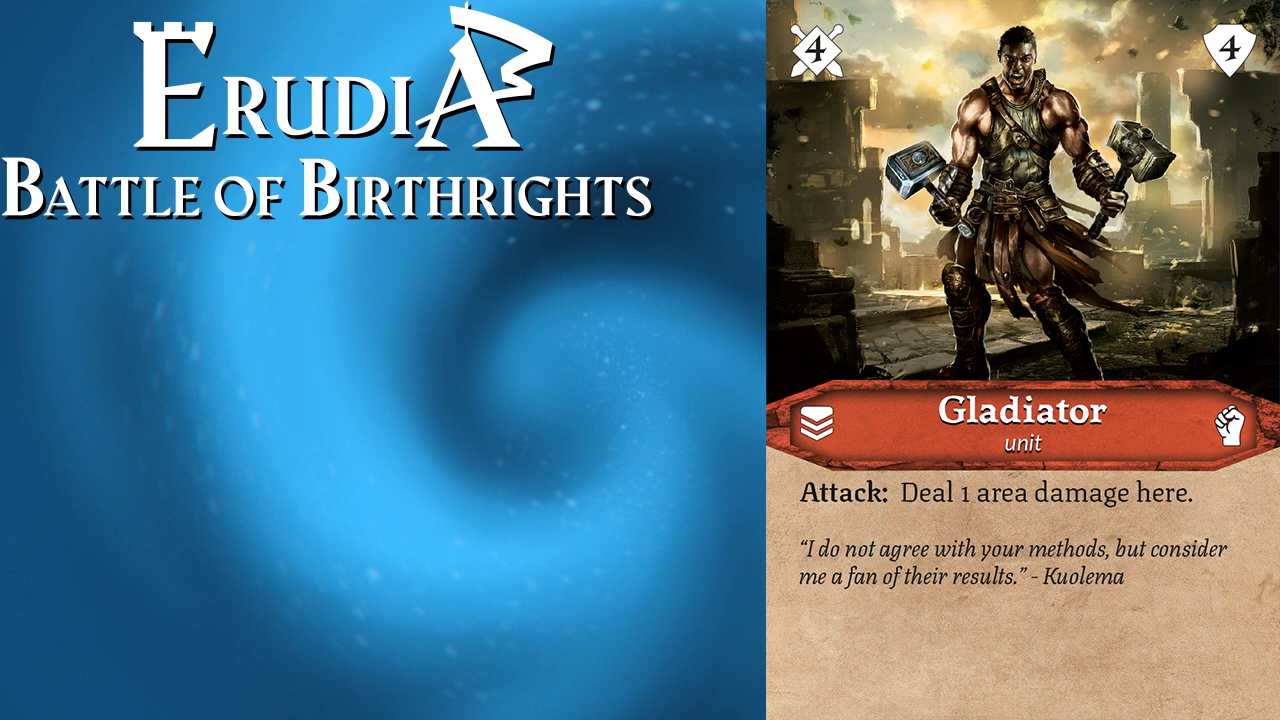 Erudia
Battle of Birthrights
4
4
Gladiator
unit
Attack: Deal 1 area damage here.
“I do not agree with your methods, but consider
me a fan of their results.” - Kuolema